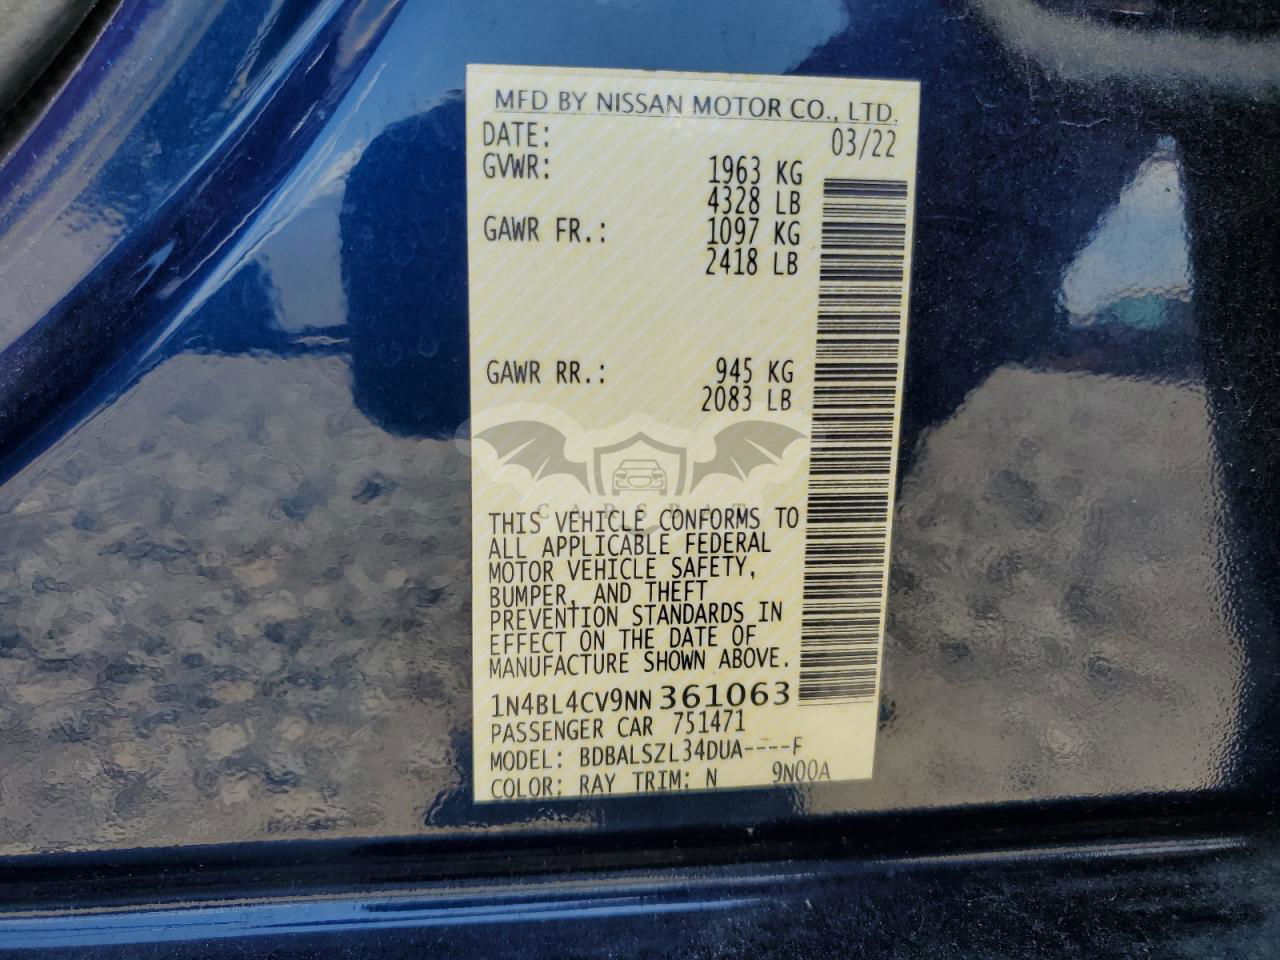 MFD BY NISSAN MOTOR CO., LTD.
DATE: 03/22
GVWR: 1963 KG
4328 LB
GAWR FR.: 1097 KG
2418 LB
GAWR RR.: 945 KG
2083 LB
CARSBAT
THIS VEHICLE CONFORMS TO
ALL APPLICABLE FEDERAL
MOTOR VEHICLE SAFETY,
BUMPER, AND THEFT
PREVENTION STANDARDS IN
EFFECT ON THE DATE OF
MANUFACTURE SHOWN ABOVE.
1N4BL4CV9NN361063
PASSENGER CAR 751471
MODEL: BDBALSZL34DUA----F
COLOR: RAY TRIM: N 9N00A